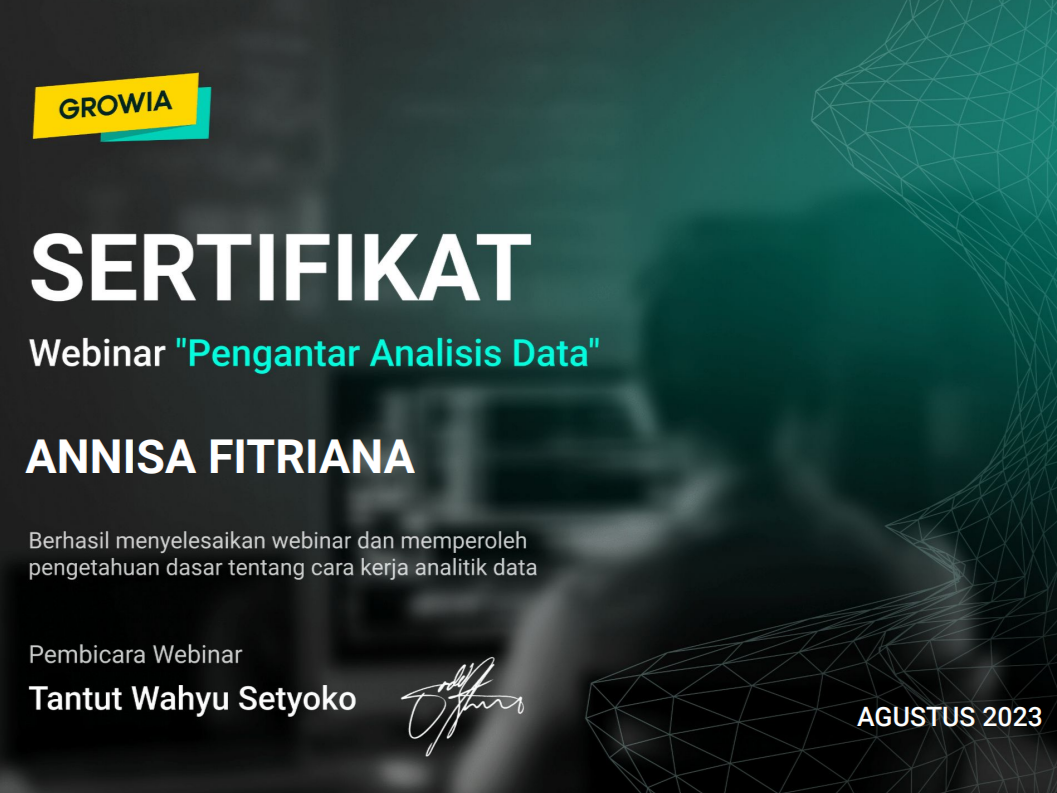 GROWIA
SERTIFIKAT
Webinar "Pengantar Analisis Data"
ANNISA FITRIANA
Berhasil menyelesaikan webinar dan memperoleh
pengetahuan dasar tentang cara kerja analitik data
Pembicara Webinar
Tantut Wahyu Setyoko
AGUSTUS 2023